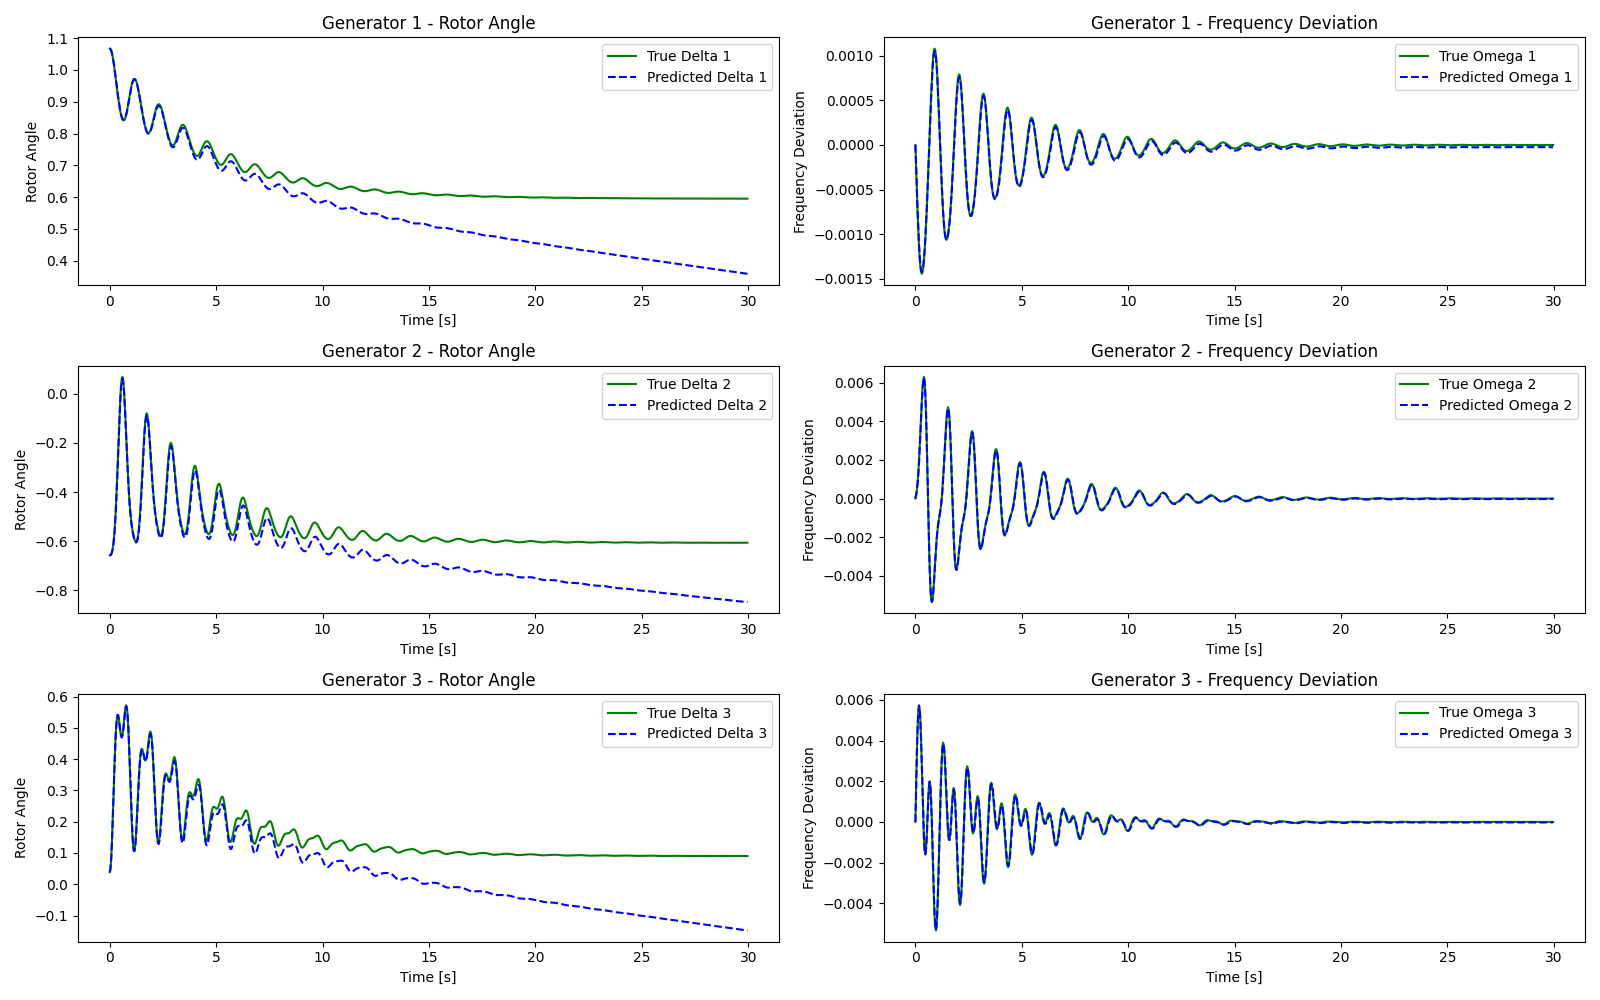 Generator 1 - Rotor Angle
1.1
1.0
0.9
0.8
0.7
0.6
0.5
0.4
Rotor Angle
True Delta 1
Predicted Delta 1
0 5 10 15 20 25 30
Time [s]
Generator 1 - Frequency Deviation
0.0010
0.0005
0.0000
−0.0005
−0.0010
−0.0015
Frequency Deviation
True Omega 1
Predicted Omega 1
0 5 10 15 20 25 30
Time [s]
Generator 2 - Rotor Angle
0.0
−0.2
−0.4
−0.6
−0.8
Rotor Angle
True Delta 2
Predicted Delta 2
0 5 10 15 20 25 30
Time [s]
Generator 2 - Frequency Deviation
0.006
0.004
0.002
0.000
−0.002
−0.004
Frequency Deviation
True Omega 2
Predicted Omega 2
0 5 10 15 20 25 30
Time [s]
Generator 3 - Rotor Angle
0.6
0.5
0.4
0.3
0.2
0.1
0.0
−0.1
Rotor Angle
True Delta 3
Predicted Delta 3
0 5 10 15 20 25 30
Time [s]
Generator 3 - Frequency Deviation
0.006
0.004
0.002
0.000
−0.002
−0.004
Frequency Deviation
True Omega 3
Predicted Omega 3
0 5 10 15 20 25 30
Time [s]